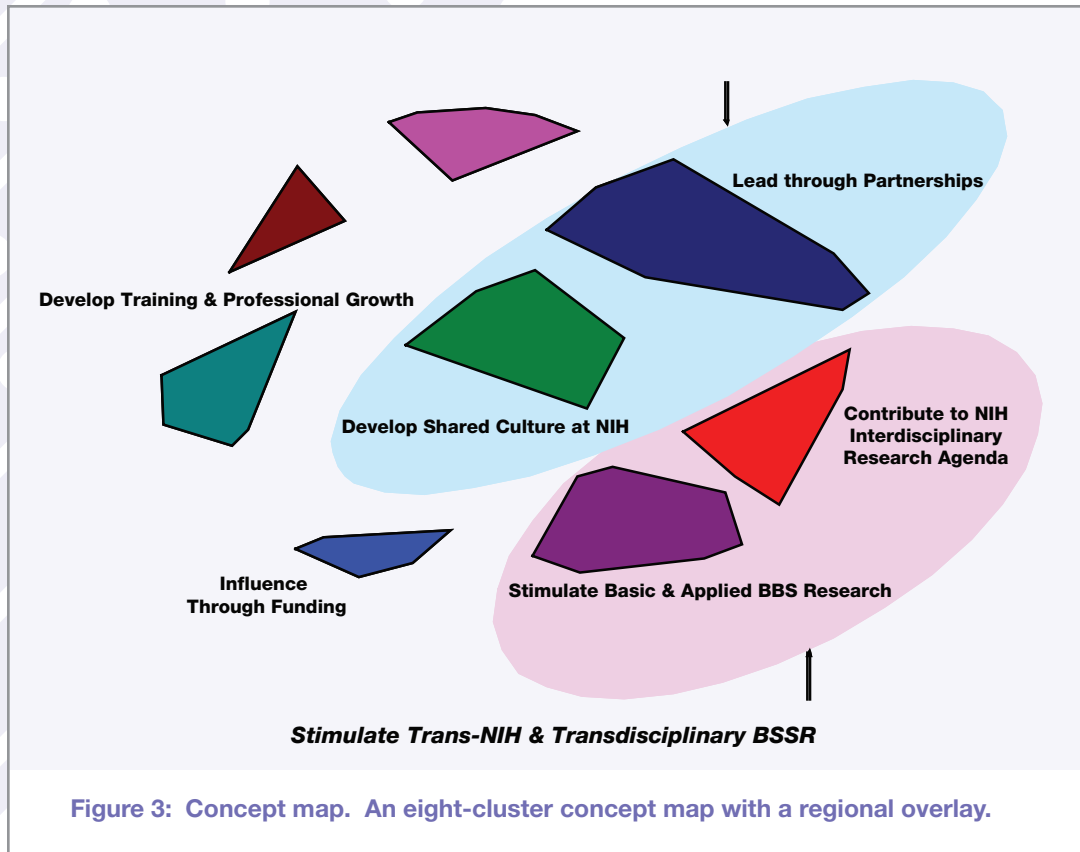 Lead through Partnerships
Develop Training & Professional Growth
Develop Shared Culture at NIH
Contribute to NIH
Interdisciplinary
Research Agenda
Influence
Through Funding
Stimulate Basic & Applied BBS Research
Stimulate Trans-NIH & Transdisciplinary BSSR
Figure 3: Concept map. An eight-cluster concept map with a regional overlay.